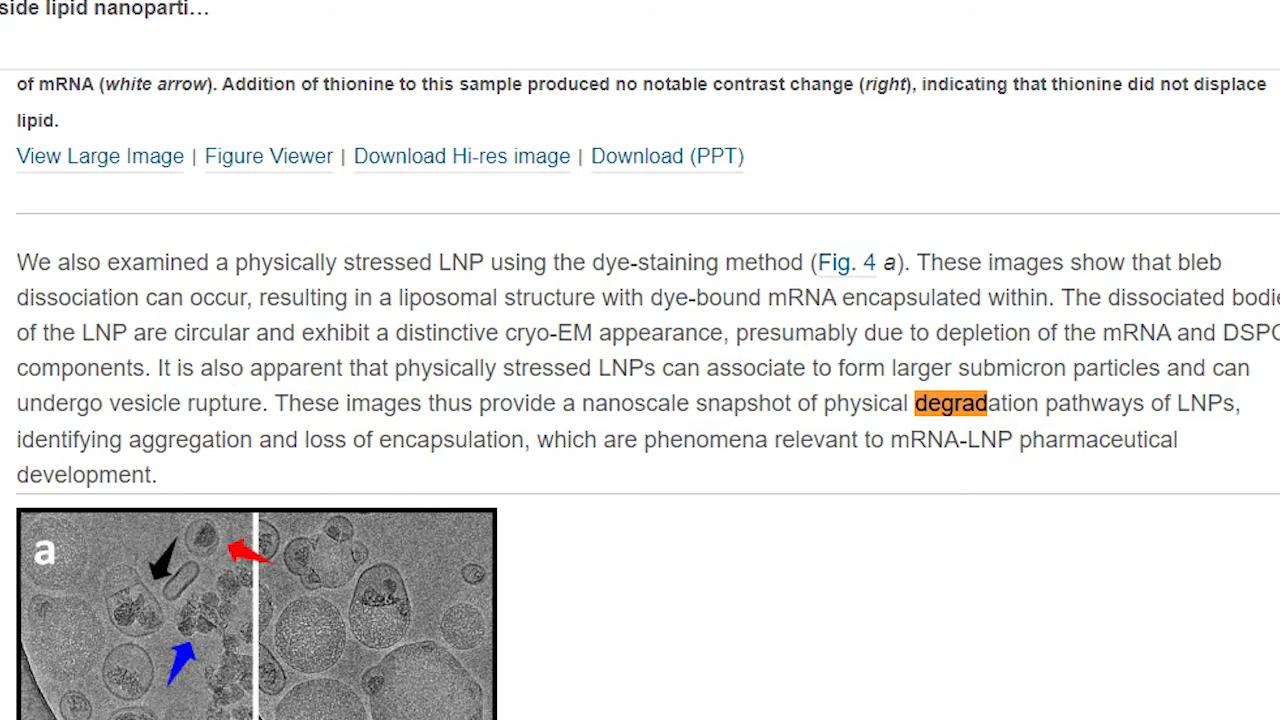 side lipid nanoparti…
of mRNA (white arrow). Addition of thionine to this sample produced no notable contrast change (right), indicating that thionine did not displace
lipid.
View Large Image | Figure Viewer | Download Hi-res image | Download (PPT)
We also examined a physically stressed LNP using the dye-staining method (Fig. 4 a). These images show that bleb
dissociation can occur, resulting in a liposomal structure with dye-bound mRNA encapsulated within. The dissociated bodie
of the LNP are circular and exhibit a distinctive cryo-EM appearance, presumably due to depletion of the mRNA and DSPC
components. It is also apparent that physically stressed LNPs can associate to form larger submicron particles and can
undergo vesicle rupture. These images thus provide a nanoscale snapshot of physical degradation pathways of LNPs,
identifying aggregation and loss of encapsulation, which are phenomena relevant to mRNA-LNP pharmaceutical
development.
a